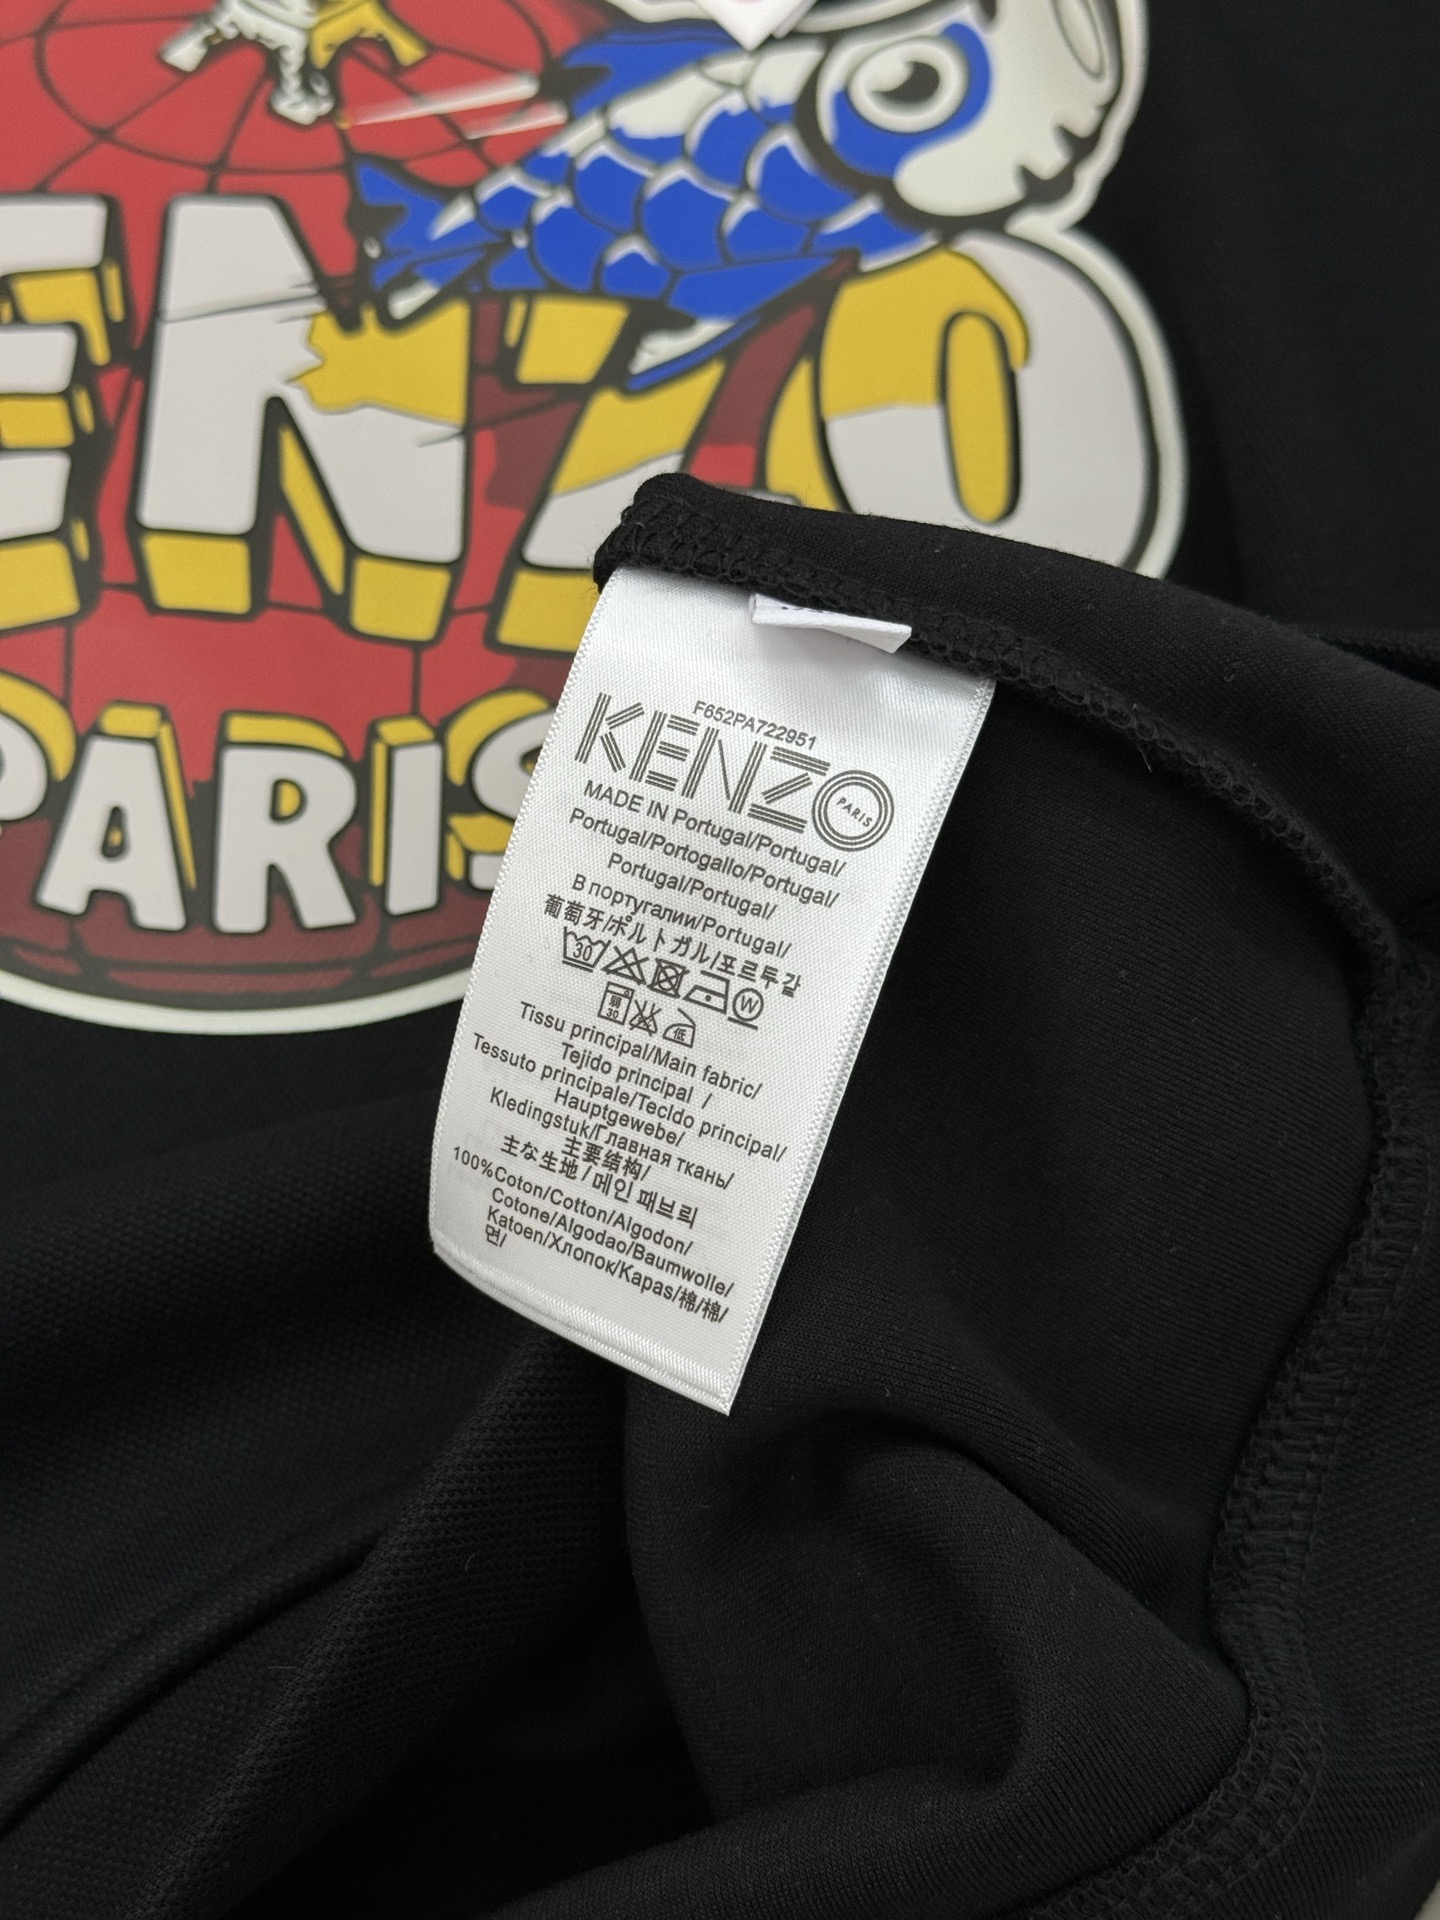 ENZO
PARIS
F652PA722951
KENZO
PARIS
MADE IN Portugal/Portugal/
Portugal/Portogallo/Portugal/
Portugal/Portugal/
В португалии/Portugal/
葡萄牙/ポルトガル/포르투갈
30 W
弱 30 低
Tissu principal/Main fabric/
Tejido principal /
Tessuto principale/Tecldo principal/
Hauptgewebe/
Kledingstuk/Главная ткань/
主要结构/
主な生地/메인 패브릭
100%Coton/Cotton/Algodon/
Cotone/Algodao/Baumwolle/
Katoen/Хлопок/Kapas/棉/棉/
면/